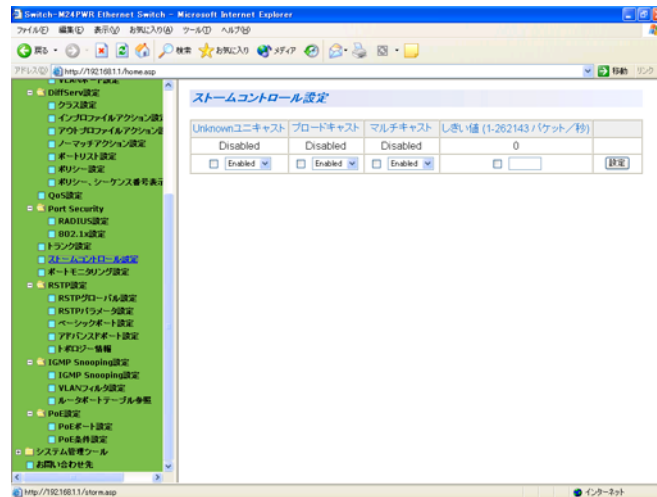 Switch-M24PWR Ethernet Switch - Microsoft Internet Explorer
ファイル(F) 編集(E) 表示(V) お気に入り(A) ツール(T) ヘルプ(H)
戻る 検索 お気に入り メディア
アドレス(D) http://192.168.1.1/home.asp 移動 リンク
DiffServ設定
クラス設定
インプロファイルアクション設定
アウトプロファイルアクション
ノーマッチアクション設定
ポートリスト設定
ポリシー設定
ポリシー、シーケンス番号表示
QoS設定
Port Security
RADIUS設定
802.1x設定
トランク設定
ストームコントロール設定
ポートモニタリング設定
RSTP設定
RSTPグローバル設定
RSTPパラメータ設定
ベーシックポート設定
アドバンスドポート設定
トポロジー情報
IGMP Snooping設定
IGMP Snooping設定
VLANフィルタ設定
ルータポートテーブル参照
PoE設定
PoEポート設定
PoE条件設定
システム管理ツール
お問い合わせ先
ストームコントロール設定
Unknownユニキャスト ブロードキャスト マルチキャスト しきい値 (1-262143 パケット/秒)
Disabled Disabled Disabled 0
Enabled Enabled Enabled 設定
http://192.168.1.1/storm.asp インターネット